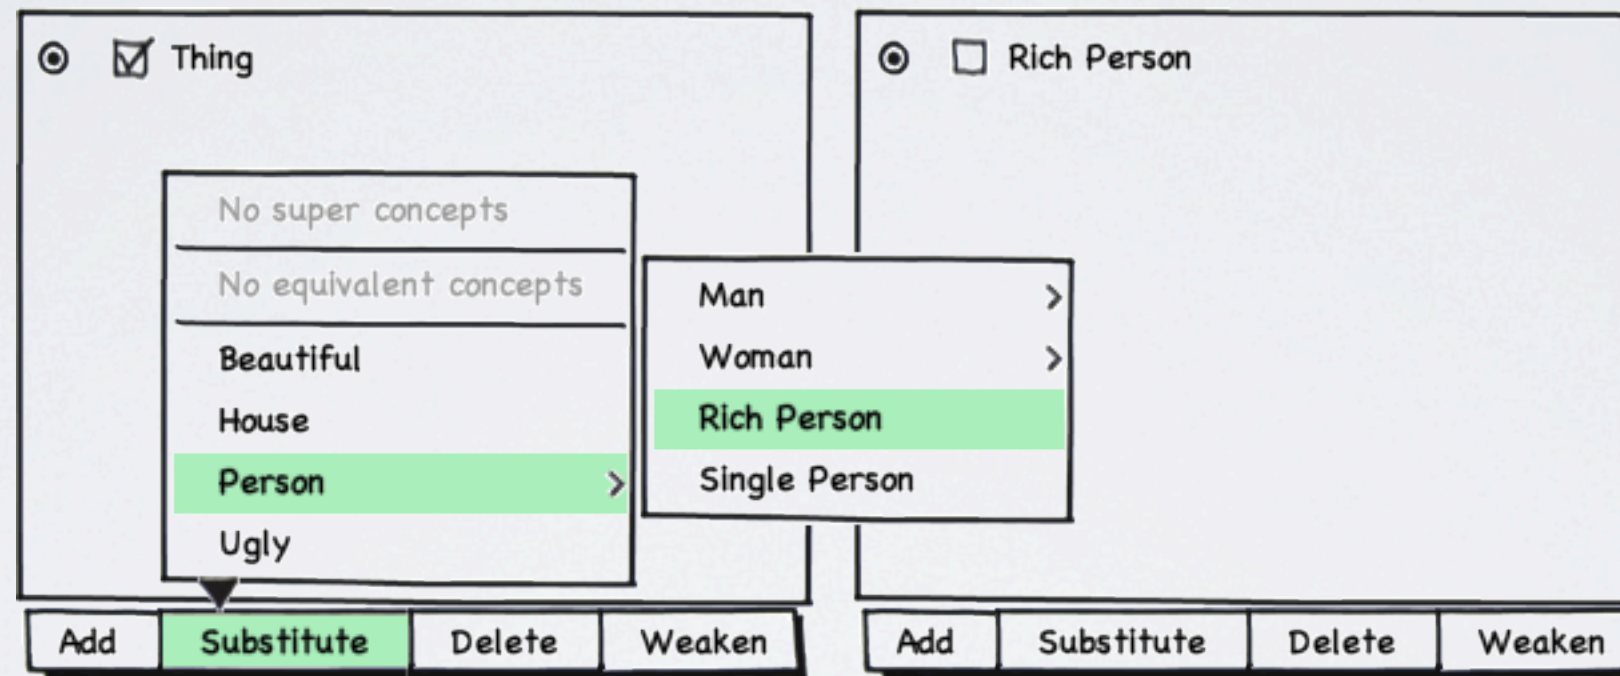 Thing
No super concepts
No equivalent concepts
Beautiful
House
Person
Ugly
Man
Woman
Rich Person
Single Person
Add Substitute Delete Weaken
Rich Person
Add Substitute Delete Weaken